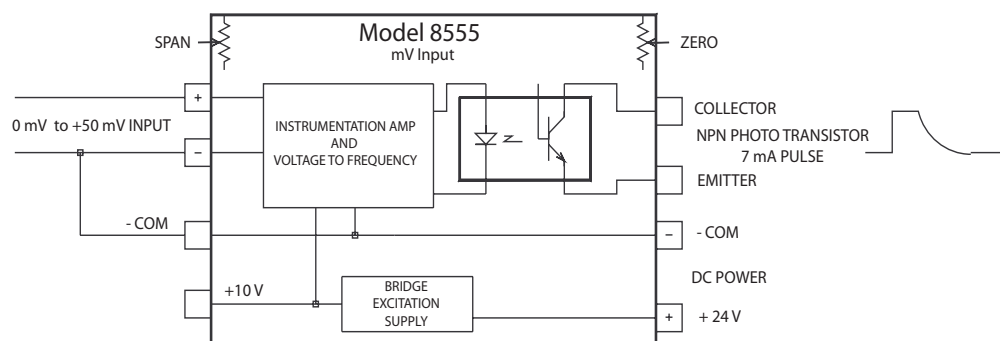 Model 8555
mV Input
SPAN
ZERO
+
0 mV to +50 mV INPUT
–
INSTRUMENTATION AMP
AND
VOLTAGE TO FREQUENCY
COLLECTOR
NPN PHOTO TRANSISTOR
7 mA PULSE
EMITTER
- COM
–
- COM
+10 V
BRIDGE
EXCITATION
SUPPLY
DC POWER
+
+ 24 V